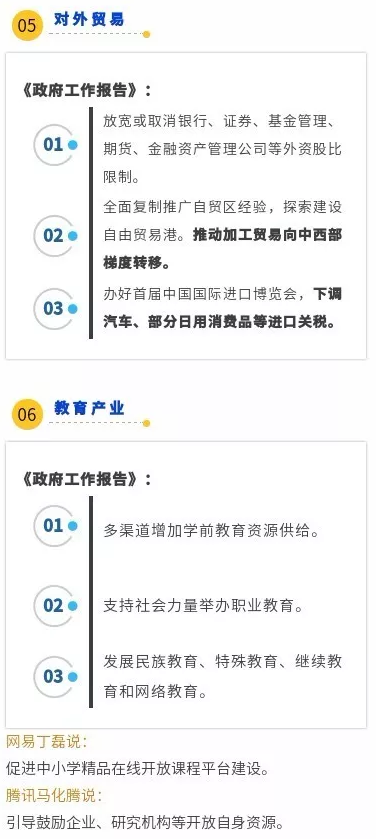 05 对外贸易
《政府工作报告》：
01
放宽或取消银行、证券、基金管理、
期货、金融资产管理公司等外资股比
限制。
02
全面复制推广自贸区经验，探索建设
自由贸易港。推动加工贸易向中西部
梯度转移。
03
办好首届中国国际进口博览会，下调
汽车、部分日用消费品等进口关税。
06 教育产业
《政府工作报告》：
01
多渠道增加学前教育资源供给。
02
支持社会力量举办职业教育。
03
发展民族教育、特殊教育、继续教
育和网络教育。
网易丁磊说：
促进中小学精品在线开放课程平台建设。
腾讯马化腾说：
引导鼓励企业、研究机构等开放自身资源。